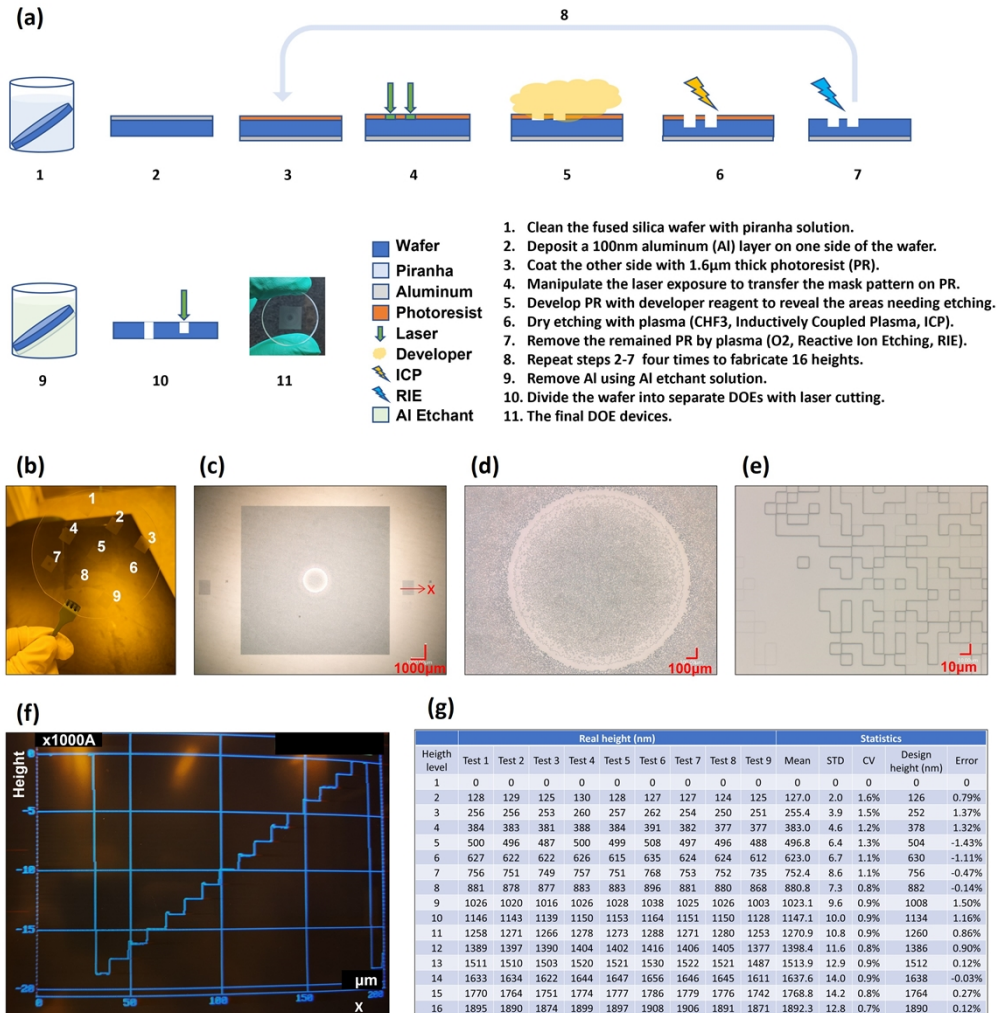 (a)
8
1
2
3
4
5
6
7
Wafer
Piranha
Aluminum
Photoresist
Laser
Developer
ICP
RIE
Al Etchant
9
10
11
1. Clean the fused silica wafer with piranha solution.
2. Deposit a 100nm aluminum (Al) layer on one side of the wafer.
3. Coat the other side with 1.6μm thick photoresist (PR).
4. Manipulate the laser exposure to transfer the mask pattern on PR.
5. Develop PR with developer reagent to reveal the areas needing etching.
6. Dry etching with plasma (CHF3, Inductively Coupled Plasma, ICP).
7. Remove the remained PR by plasma (O2, Reactive Ion Etching, RIE).
8. Repeat steps 2-7 four times to fabricate 16 heights.
9. Remove Al using Al etchant solution.
10. Divide the wafer into separate DOEs with laser cutting.
11. The final DOE devices.
(b)
1
2
3
4
5
6
7
8
9
(c)
X
1000μm
(d)
100μm
(e)
10μm
(f)
x1000A
Height
0
-5
-10
-15
-20
0
50
100
150
200
μm
X
(g)
Real height (nm) Statistics
Heigth level Test 1 Test 2 Test 3 Test 4 Test 5 Test 6 Test 7 Test 8 Test 9 Mean STD CV Design height (nm) Error
1 0 0 0 0 0 0 0 0 0 0 0 0 0 0
2 128 129 125 130 128 127 127 124 125 127.0 2.0 1.6% 126 0.79%
3 256 256 253 260 257 262 254 250 251 255.4 3.9 1.5% 252 1.37%
4 384 383 381 388 384 391 382 377 377 383.0 4.6 1.2% 378 1.32%
5 500 496 487 500 499 508 497 496 488 496.8 6.4 1.3% 504 -1.43%
6 627 622 622 626 615 635 624 624 612 623.0 6.7 1.1% 630 -1.11%
7 756 751 749 757 751 768 753 752 735 752.4 8.6 1.1% 756 -0.47%
8 881 878 877 883 883 896 881 880 868 880.8 7.3 0.8% 882 -0.14%
9 1026 1020 1016 1026 1028 1038 1025 1026 1003 1023.1 9.6 0.9% 1008 1.50%
10 1146 1143 1139 1150 1153 1164 1151 1150 1128 1147.1 10.0 0.9% 1134 1.16%
11 1258 1271 1266 1278 1273 1288 1271 1280 1253 1270.9 10.8 0.9% 1260 0.86%
12 1389 1397 1390 1404 1402 1416 1406 1405 1377 1398.4 11.6 0.8% 1386 0.90%
13 1511 1510 1503 1520 1521 1530 1522 1521 1487 1513.9 12.9 0.9% 1512 0.12%
14 1633 1634 1622 1644 1647 1656 1646 1645 1611 1637.6 14.0 0.9% 1638 -0.03%
15 1770 1764 1751 1774 1777 1786 1779 1776 1742 1768.8 14.2 0.8% 1764 0.27%
16 1895 1890 1874 1899 1897 1908 1906 1891 1871 1892.3 12.8 0.7% 1890 0.12%